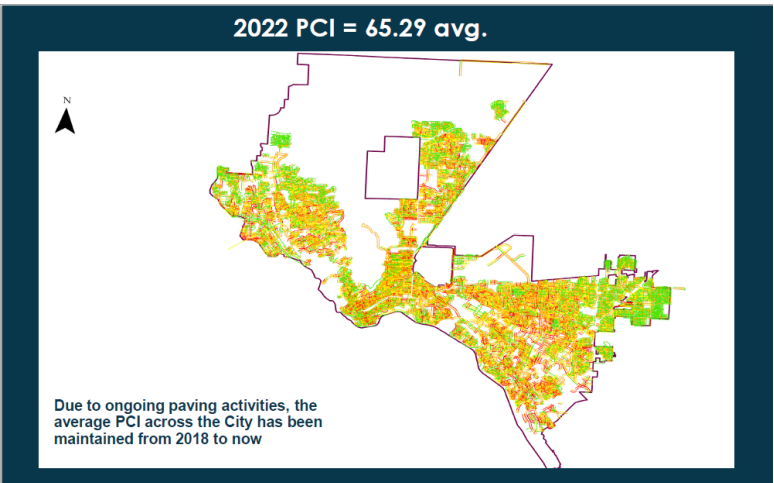 2022 PCI = 65.29 avg.
N
Due to ongoing paving activities, the
average PCI across the City has been
maintained from 2018 to now